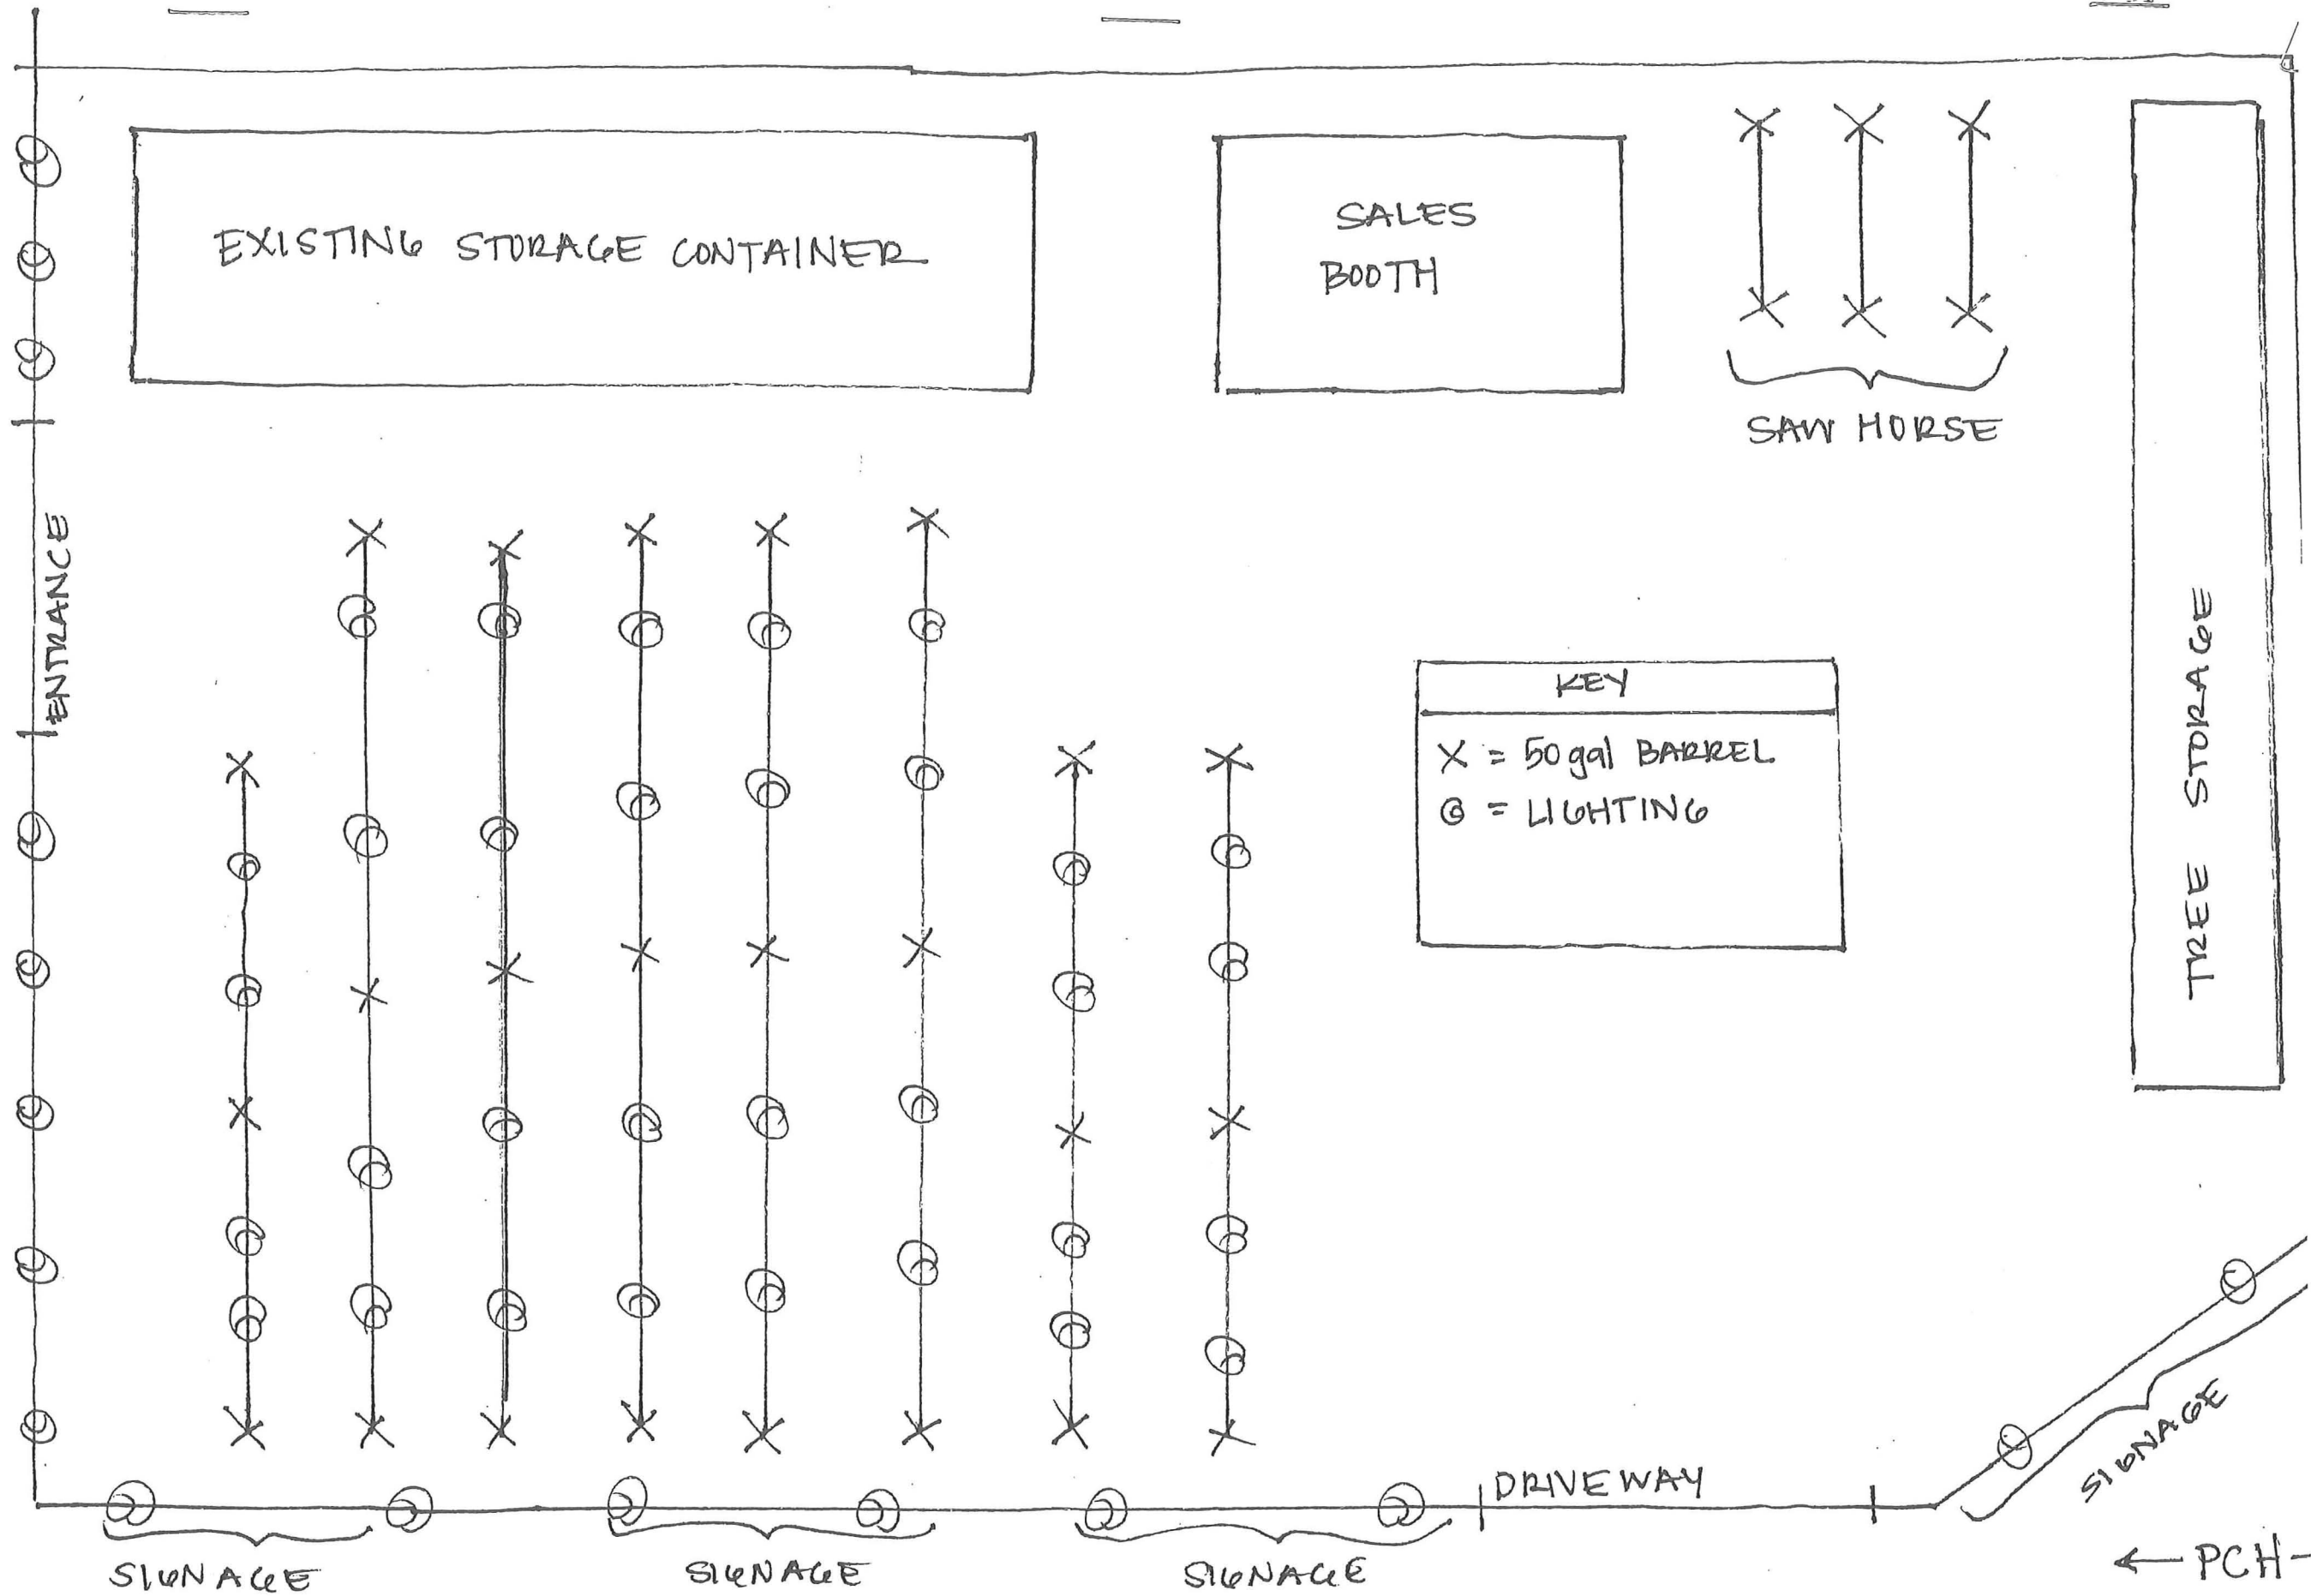 EXISTING STORAGE CONTAINER
SALES
BOOTH
SAW HORSE
ENTRANCE
KEY
X = 50 gal BARREL
= LIGHTING
TREE STORAGE
DRIVEWAY
SIGNAGE
SIGNAGE
SIGNAGE
SIGNAGE
← PCH -